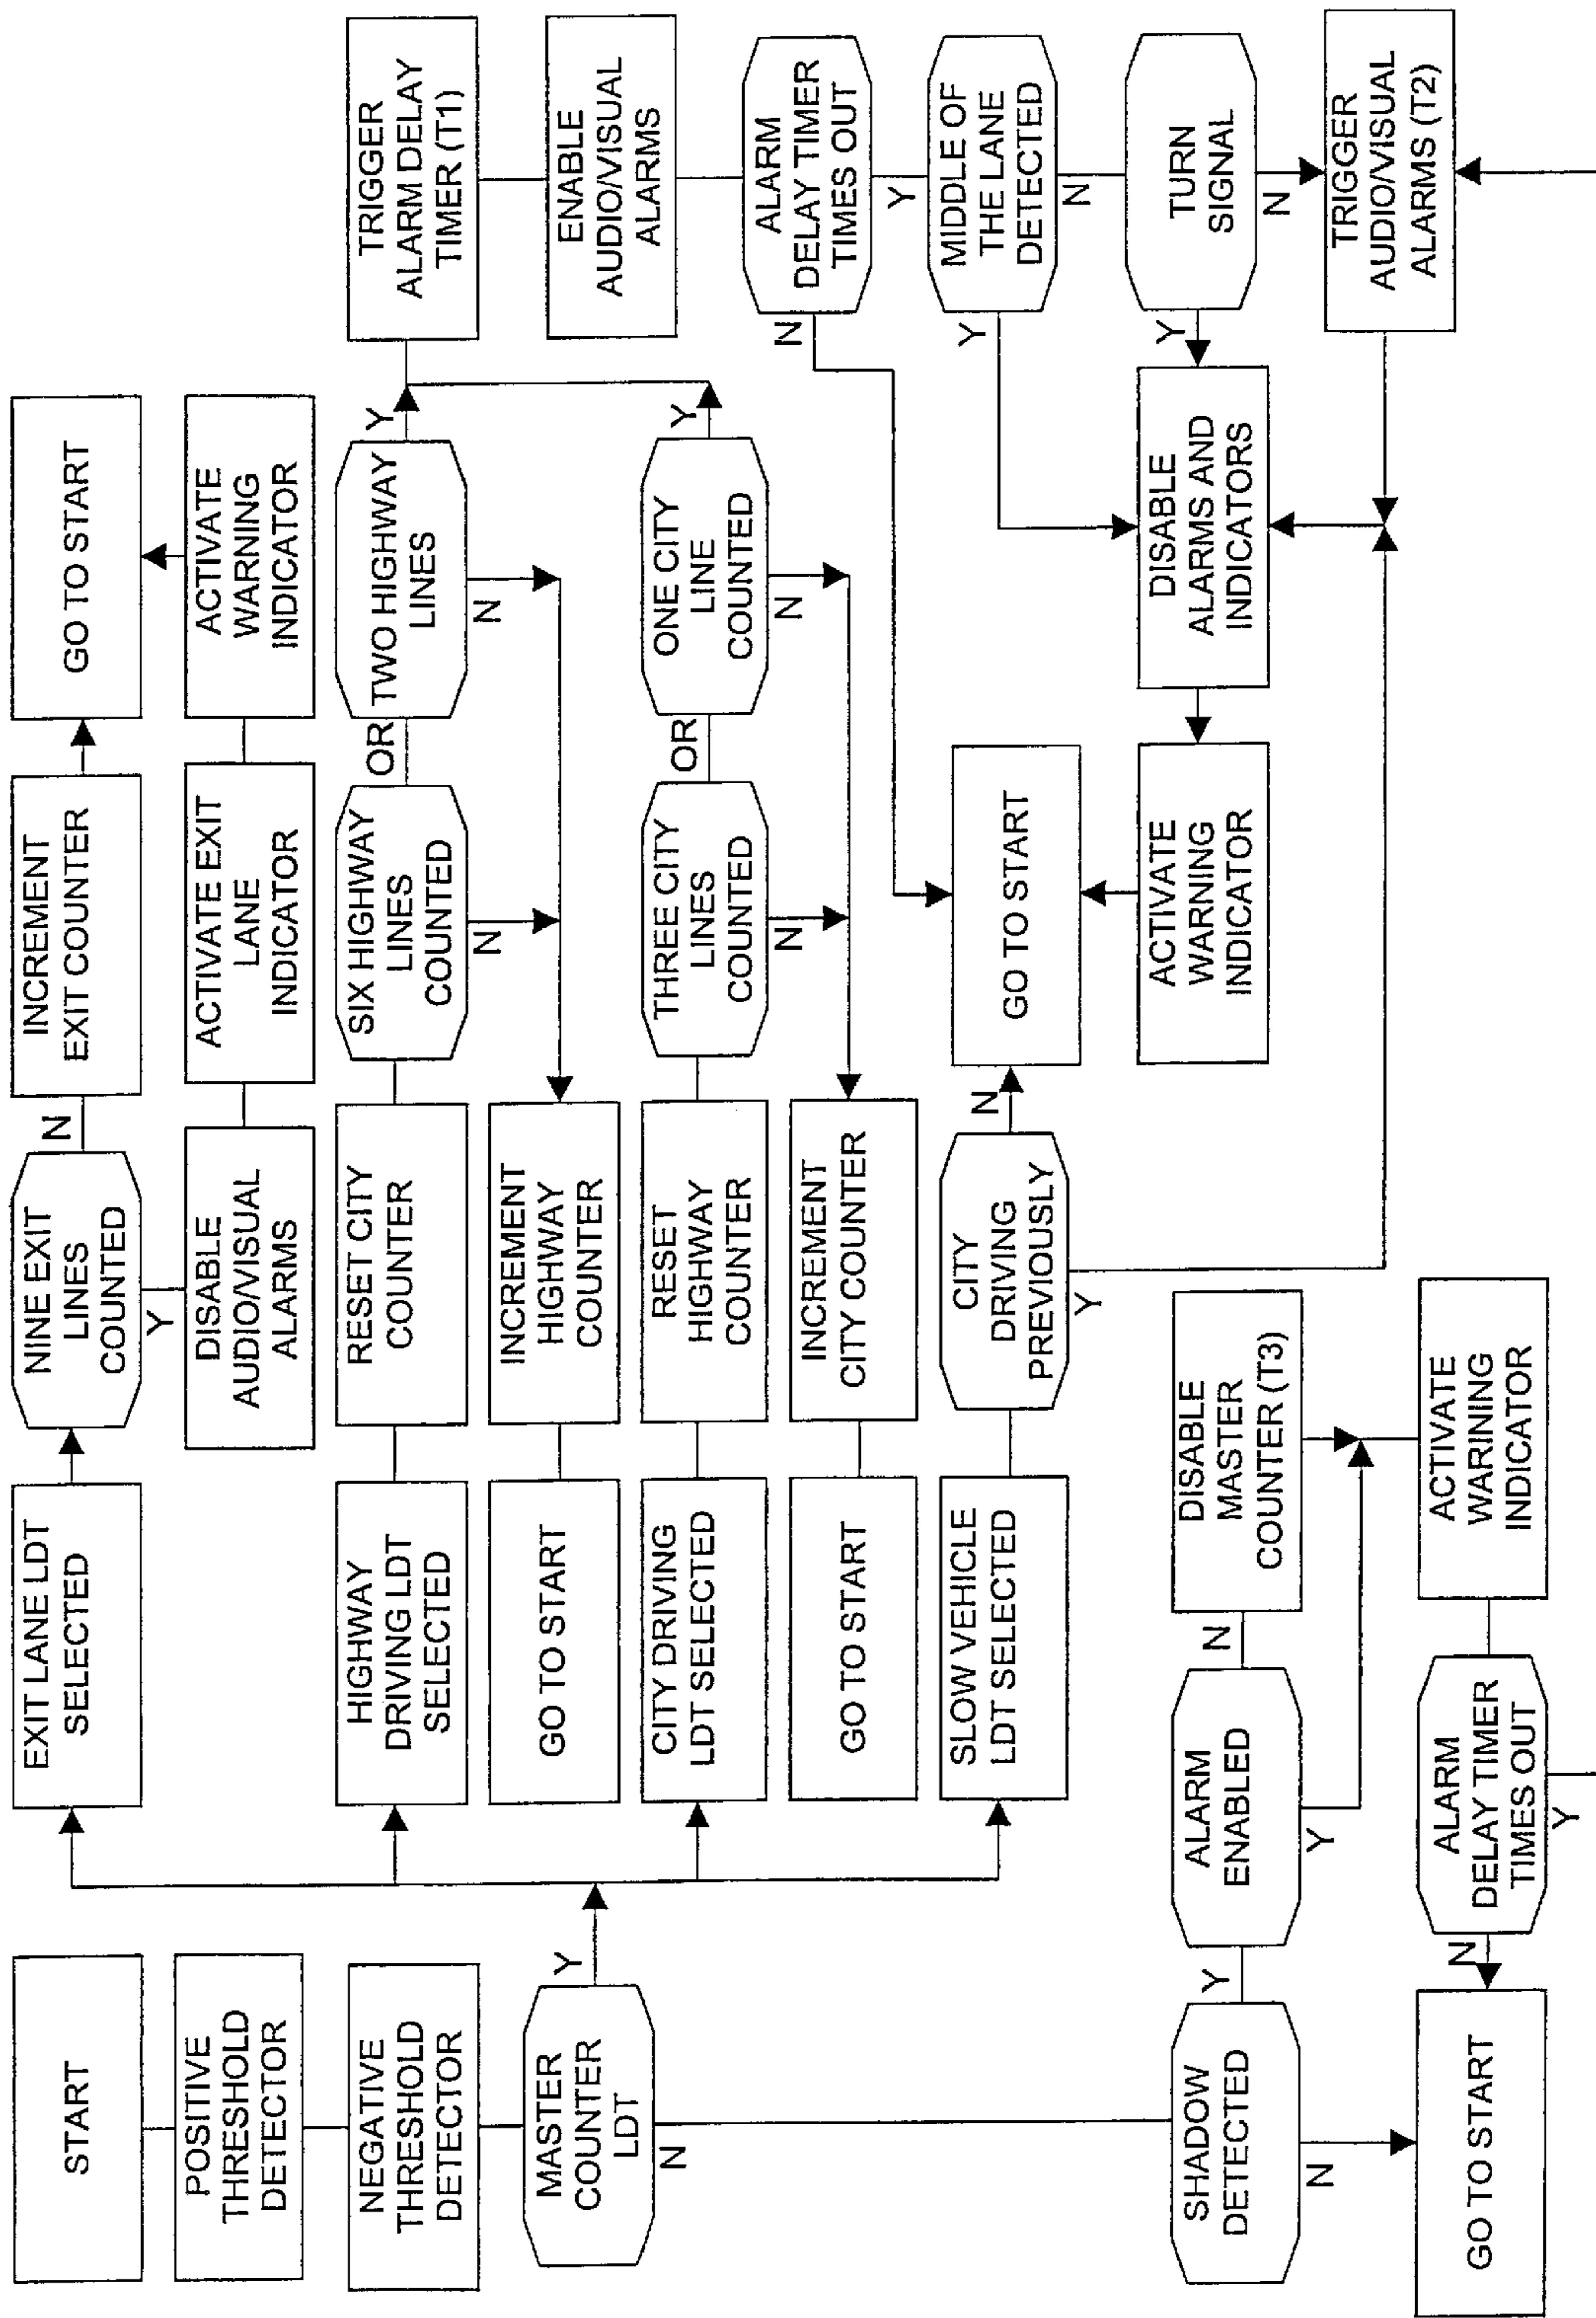 START
POSITIVE
THRESHOLD
DETECTOR
NEGATIVE
THRESHOLD
DETECTOR
MASTER
COUNTER
LDT
Y
N
EXIT LANE LDT
SELECTED
NINE EXIT
LINES
COUNTED
N
Y
INCREMENT
EXIT COUNTER
GO TO START
DISABLE
AUDIO/VISUAL
ALARMS
ACTIVATE EXIT
LANE
INDICATOR
ACTIVATE
WARNING
INDICATOR
HIGHWAY
DRIVING LDT
SELECTED
RESET CITY
COUNTER
SIX HIGHWAY
LINES
COUNTED
N
OR
TWO HIGHWAY
LINES
Y
N
TRIGGER
ALARM DELAY
TIMER (T1)
GO TO START
INCREMENT
HIGHWAY
COUNTER
ENABLE
AUDIO/VISUAL
ALARMS
CITY DRIVING
LDT SELECTED
RESET
HIGHWAY
COUNTER
THREE CITY
LINES
COUNTED
N
OR
ONE CITY
LINE
COUNTED
Y
N
ALARM
DELAY TIMER
TIMES OUT
N
Y
GO TO START
INCREMENT
CITY COUNTER
SLOW VEHICLE
LDT SELECTED
CITY
DRIVING
PREVIOUSLY
N
Y
GO TO START
MIDDLE OF
THE LANE
DETECTED
Y
N
SHADOW
DETECTED
Y
N
ALARM
ENABLED
N
Y
DISABLE
MASTER
COUNTER (T3)
ACTIVATE
WARNING
INDICATOR
DISABLE
ALARMS AND
INDICATORS
Y
TURN
SIGNAL
N
GO TO START
N
ALARM
DELAY TIMER
TIMES OUT
Y
ACTIVATE
WARINING
INDICATOR
TRIGGER
AUDIO/VISUAL
ALARMS (T2)